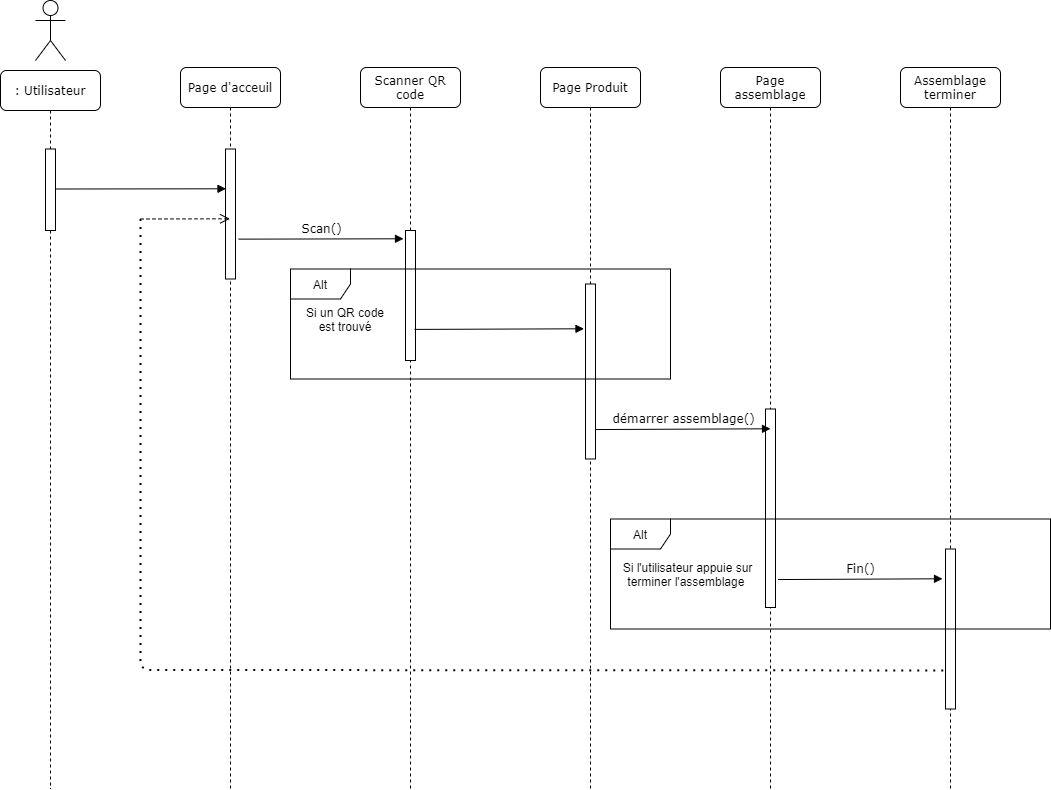 : Utilisateur
Page d'acceuil
Scanner QR
code
Page Produit
Page
assemblage
Assemblage
terminer
Scan()
Alt
Si un QR code
est trouvé
démarrer assemblage()
Alt
Si l'utilisateur appuie sur
terminer l'assemblage
Fin()